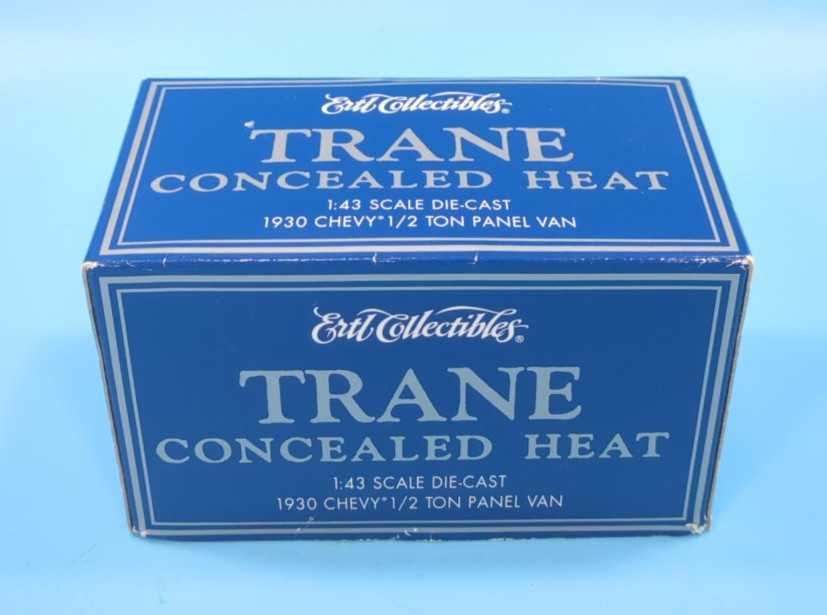 Ertl Collectibles®
TRANE
CONCEALED HEAT
1:43 SCALE DIE-CAST
1930 CHEVY® 1/2 TON PANEL VAN
Ertl Collectibles®
TRANE
CONCEALED HEAT
1:43 SCALE DIE-CAST
1930 CHEVY® 1/2 TON PANEL VAN